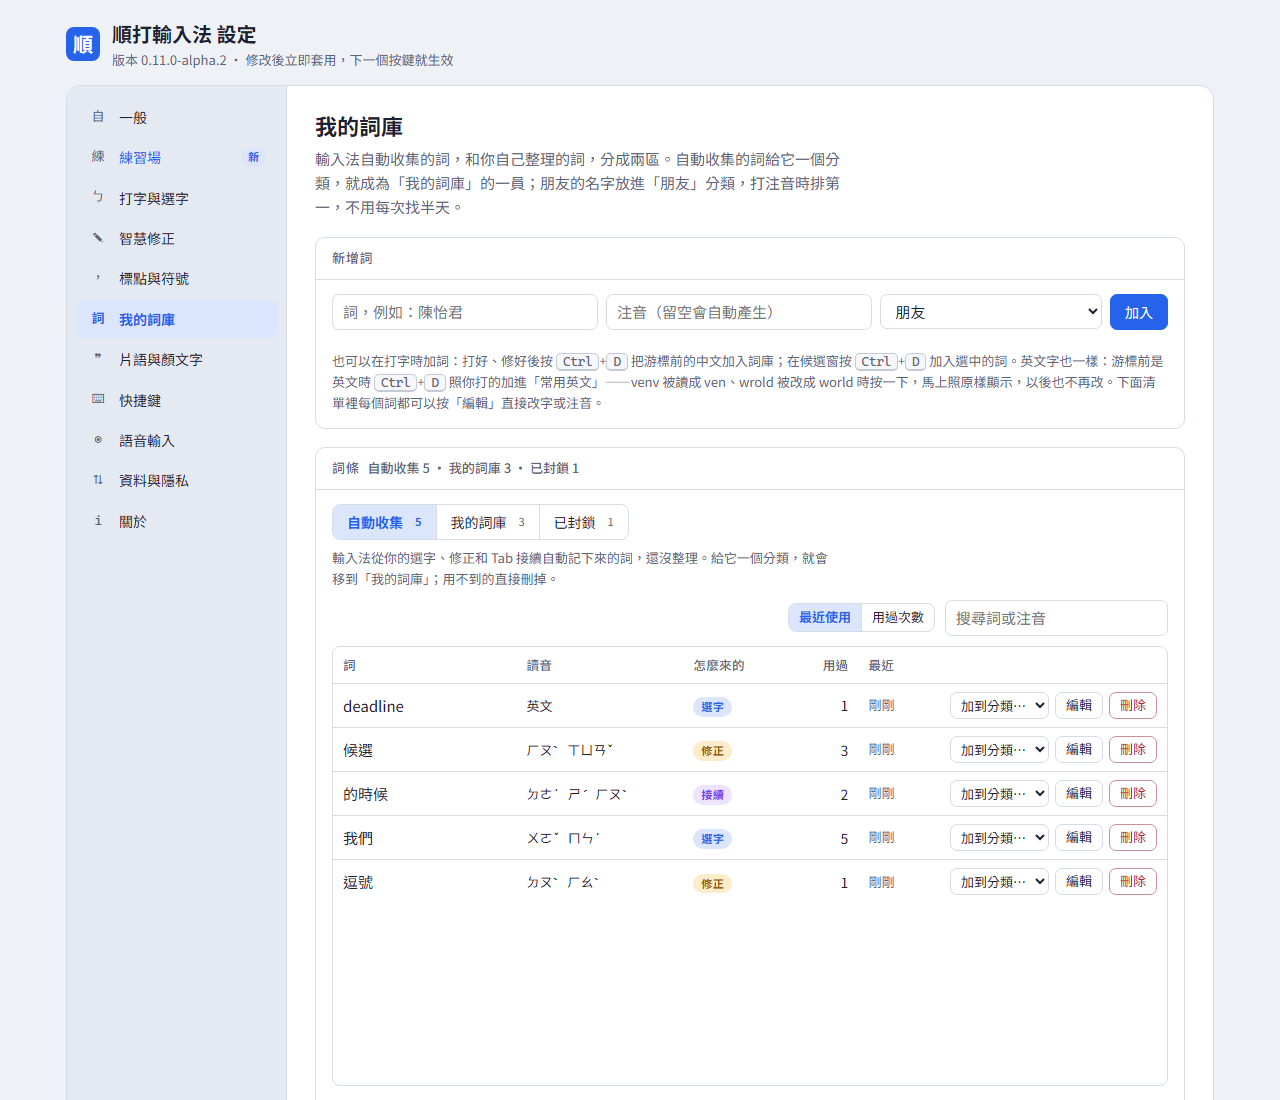 順
順打輸入法 設定
版本 0.11.0-alpha.2 · 修改後立即套用，下一個按鍵就生效
自 一般
練 練習場 新
ㄅ 打字與選字
✎ 智慧修正
， 標點與符號
詞 我的詞庫
❞ 片語與顏文字
⌨ 快捷鍵
◉ 語音輸入
⇅ 資料與隱私
i 關於
我的詞庫
輸入法自動收集的詞，和你自己整理的詞，分成兩區。自動收集的詞給它一個分
類，就成為「我的詞庫」的一員；朋友的名字放進「朋友」分類，打注音時排第
一，不用每次找半天。
新增詞
詞，例如：陳怡君 注音（留空會自動產生） 朋友 加入
也可以在打字時加詞：打好、修好後按 Ctrl+D 把游標前的中文加入詞庫；在候選窗按 Ctrl+D 加入選中的詞。英文字也一樣：游標前是
英文時 Ctrl+D 照你打的加進「常用英文」——venv 被讀成 ven、wrold 被改成 world 時按一下，馬上照原樣顯示，以後也不再改。下面清
單裡每個詞都可以按「編輯」直接改字或注音。
詞條 自動收集 5 · 我的詞庫 3 · 已封鎖 1
自動收集 5 我的詞庫 3 已封鎖 1
輸入法從你的選字、修正和 Tab 接續自動記下來的詞，還沒整理。給它一個分類，就會
移到「我的詞庫」；用不到的直接刪掉。
最近使用 用過次數 搜尋詞或注音
詞 讀音 怎麼來的 用過 最近
deadline 英文 選字 1 剛剛 加到分類… 編輯 刪除
候選 ㄏㄡˋ ㄒㄩㄢˇ 修正 3 剛剛 加到分類… 編輯 刪除
的時候 ㄉㄜ˙ ㄕˊ ㄏㄡˋ 接續 2 剛剛 加到分類… 編輯 刪除
我們 ㄨㄛˇ ㄇㄣ˙ 選字 5 剛剛 加到分類… 編輯 刪除
逗號 ㄉㄡˋ ㄏㄠˋ 修正 1 剛剛 加到分類… 編輯 刪除